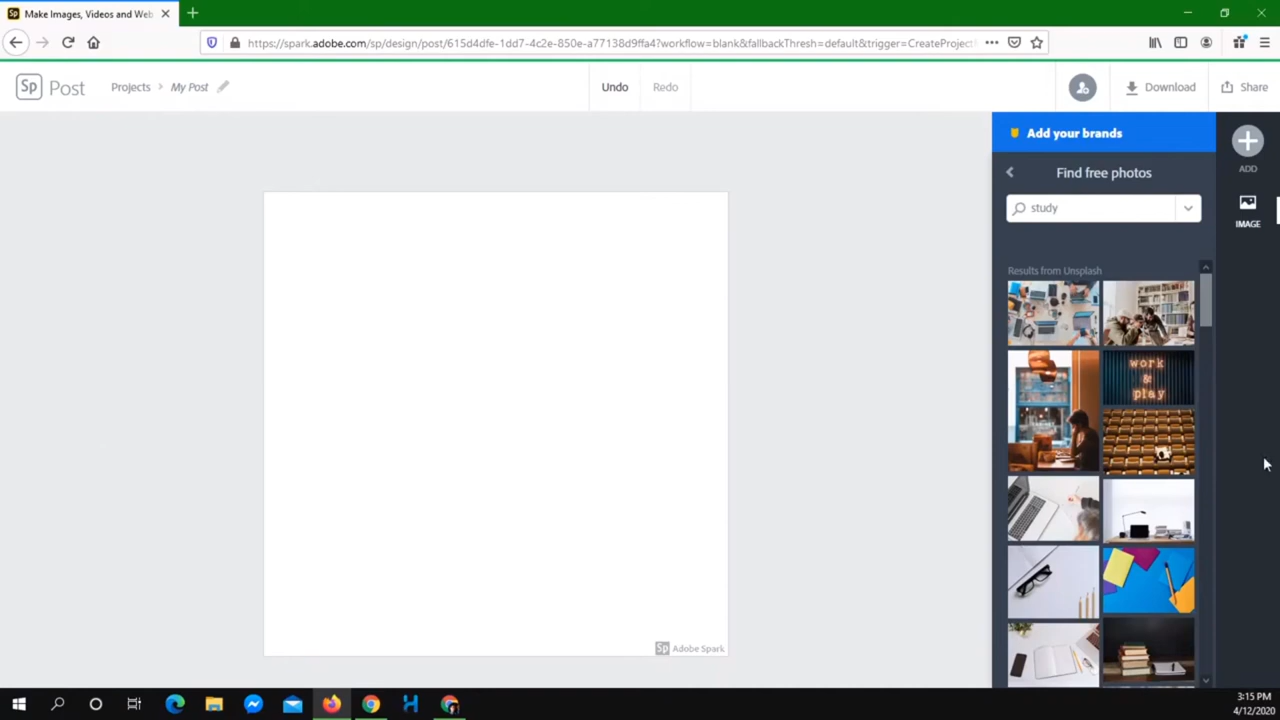 Sp Make Images, Videos and Web
https://spark.adobe.com/sp/design/post/615d4dfe-1dd7-4c2e-850e-a77138d9ffa4?workflow=blank&fallbackThresh=default&trigger=CreateProject
Sp Post Projects > My Post Undo Redo Download Share
Add your brands
ADD
Find free photos
study
IMAGE
Results from Unsplash
work
&
play
Sp Adobe Spark
3:15 PM
4/12/2020